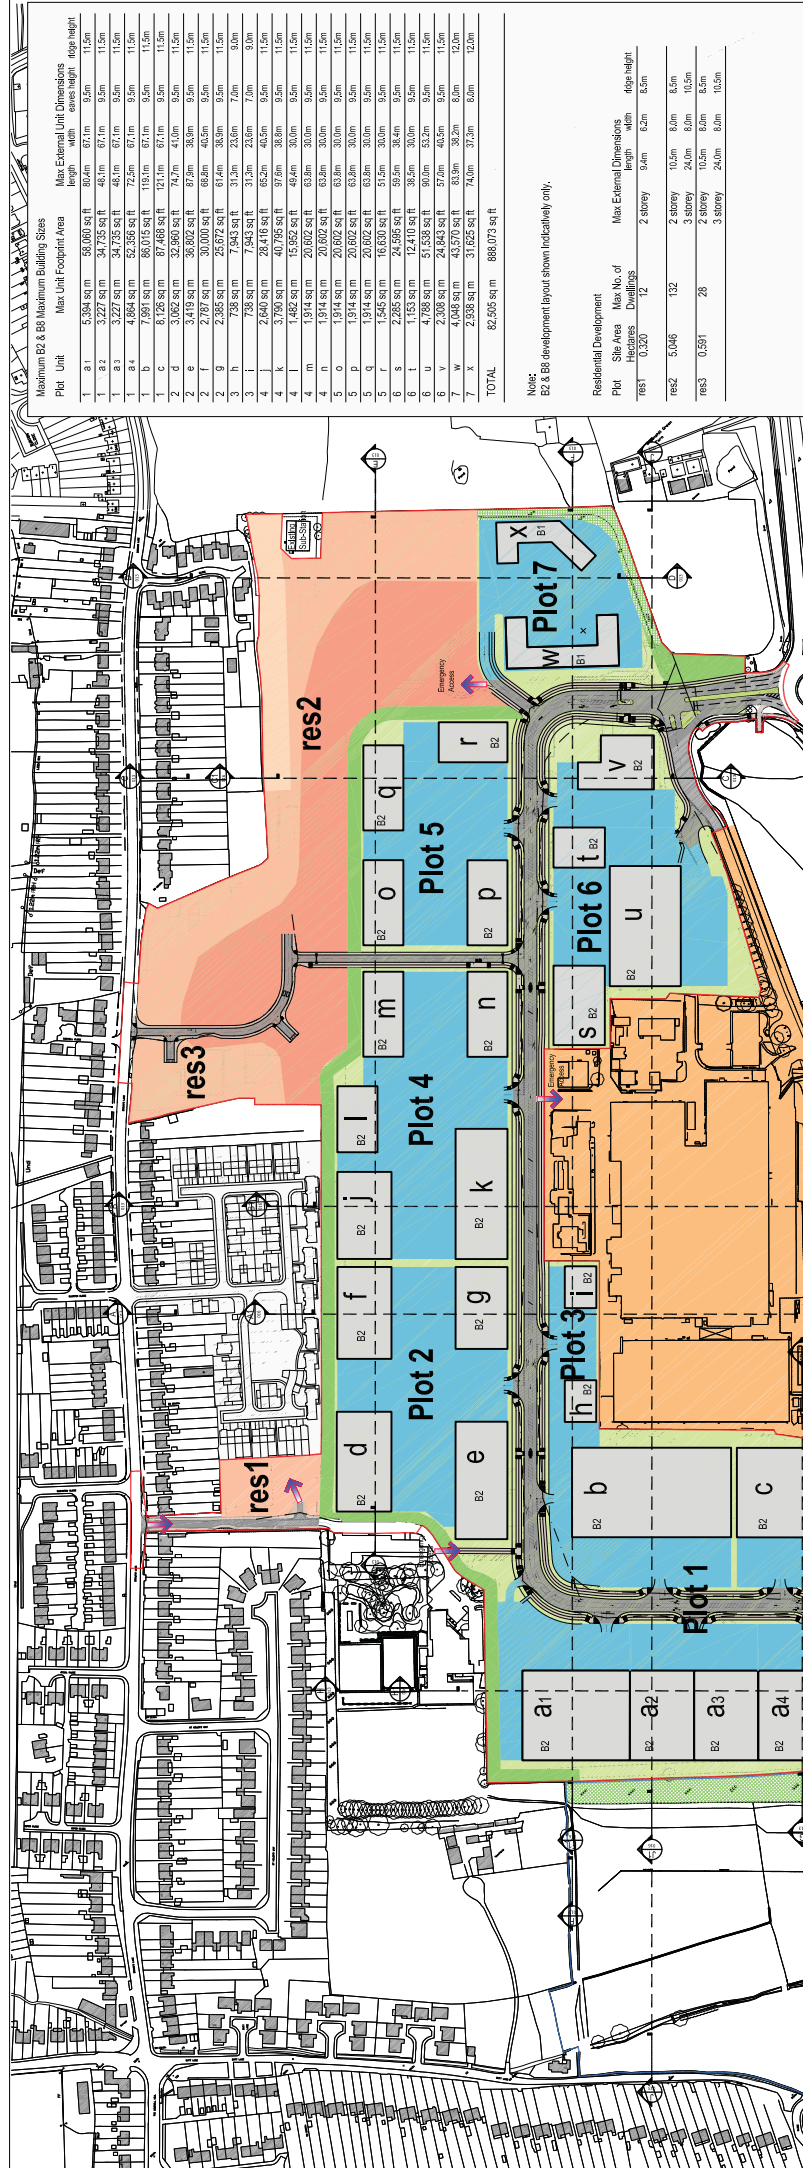 Maximum B2 & B8 Maximum Building Sizes
Plot Unit Max Unit Footprint Area Max External Unit Dimensions
length width eaves height ridge height
1 a1 5,394 sq m 58,060 sq ft 80.4m 67.1m 9.5m 11.5m
1 a2 3,227 sq m 34,735 sq ft 48.1m 67.1m 9.5m 11.5m
1 a3 3,227 sq m 34,735 sq ft 48.1m 67.1m 9.5m 11.5m
1 a4 4,864 sq m 52,356 sq ft 72.5m 67.1m 9.5m 11.5m
1 b 7,991 sq m 86,015 sq ft 119.1m 67.1m 9.5m 11.5m
1 c 8,126 sq m 87,468 sq ft 121.1m 67.1m 9.5m 11.5m
2 d 3,062 sq m 32,960 sq ft 74.7m 41.0m 9.5m 11.5m
2 e 3,419 sq m 36,802 sq ft 87.9m 38.9m 9.5m 11.5m
2 f 2,787 sq m 30,000 sq ft 68.8m 40.5m 9.5m 11.5m
2 g 2,385 sq m 25,672 sq ft 61.4m 38.9m 9.5m 11.5m
3 h 738 sq m 7,943 sq ft 31.3m 23.6m 7.0m 9.0m
3 i 738 sq m 7,943 sq ft 31.3m 23.6m 7.0m 9.0m
4 j 2,640 sq m 28,416 sq ft 65.2m 40.5m 9.5m 11.5m
4 k 3,790 sq m 40,795 sq ft 97.6m 38.8m 9.5m 11.5m
4 l 1,482 sq m 15,952 sq ft 49.4m 30.0m 9.5m 11.5m
4 m 1,914 sq m 20,602 sq ft 63.8m 30.0m 9.5m 11.5m
4 n 1,914 sq m 20,602 sq ft 63.8m 30.0m 9.5m 11.5m
5 o 1,914 sq m 20,602 sq ft 63.8m 30.0m 9.5m 11.5m
5 p 1,914 sq m 20,602 sq ft 63.8m 30.0m 9.5m 11.5m
5 q 1,914 sq m 20,602 sq ft 63.8m 30.0m 9.5m 11.5m
5 r 1,545 sq m 16,630 sq ft 51.5m 30.0m 9.5m 11.5m
6 s 2,285 sq m 24,595 sq ft 59.5m 38.4m 9.5m 11.5m
6 t 1,153 sq m 12,410 sq ft 38.5m 30.0m 9.5m 11.5m
6 u 4,788 sq m 51,538 sq ft 90.0m 53.2m 9.5m 11.5m
6 v 2,308 sq m 24,843 sq ft 57.0m 40.5m 9.5m 11.5m
7 w 4,048 sq m 43,570 sq ft 83.9m 38.2m 8.0m 12.0m
7 x 2,938 sq m 31,625 sq ft 74.0m 37.3m 8.0m 12.0m
TOTAL 82,505 sq m 888,073 sq ft
Note:
B2 & B8 development layout shown indicatively only.
Residential Development
Plot Site Area Max No. of Max External Dimensions
Hectares Dwellings length width ridge height
res1 0.320 12 2 storey 9.4m 6.2m 8.5m
res2 5.046 132 2 storey 10.5m 8.0m 8.5m
3 storey 24.0m 8.0m 10.5m
res3 0.591 28 2 storey 10.5m 8.0m 8.5m
3 storey 24.0m 8.0m 10.5m
res1
res2
res3
Existing
Sub-Station
Emergency
Access
Plot 7
w
B1
x
B1
Plot 5
q
B2
r
B2
o
B2
p
B2
Plot 4
m
B2
n
B2
l
B2
j
B2
k
B2
Plot 2
f
B2
g
B2
d
B2
e
B2
Plot 6
v
B2
t
B2
u
B2
s
B2
Emergency
Access
Plot 3
i
B2
h
B2
Plot 1
b
B2
c
B2
a1
B2
a2
B2
a3
B2
a4
B2